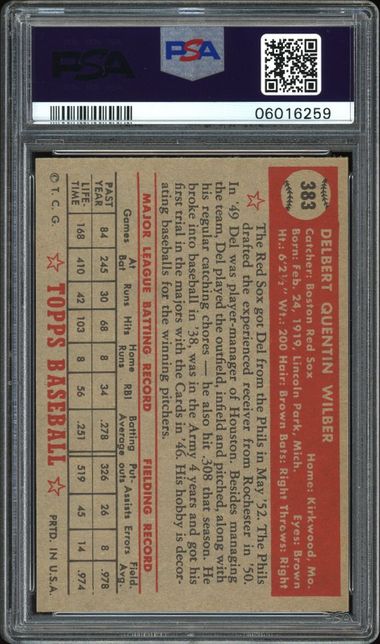 PSA
PSA
06016259
383
DELBERT QUENTIN WILBER
Catcher: Boston Red Sox Home: Kirkwood, Mo.
Born: Feb. 24, 1919, Lincoln Park, Mich. Eyes: Brown
Ht.: 6'2½" Wt.: 200 Hair: Brown Bats: Right Throws: Right
The Red Sox got Del from the Phils in May '52. The Phils
drafted the experienced receiver from Rochester in '50.
In '49 Del was player-manager of Houston. Besides managing
the team, Del played the outfield, infield and pitched, along with
his regular catching chores — he also hit .308 that season. He
broke into baseball in '38, was in the Army 4 years and got his
first trial in the majors with the Cards in '46. His hobby is decor-
ating baseballs for the winning pitchers.
MAJOR LEAGUE BATTING RECORD FIELDING RECORD
Games At Bat Runs Hits Home Runs RBI Batting Average Put-outs Assists Errors Field. Avg.
PAST YEAR 84 245 30 68 8 34 .278 326 26 8 .978
LIFE-TIME 168 410 42 103 8 56 .251 519 45 14 .974
© T. C. G. TOPPS BASEBALL PRTD. IN U.S.A.